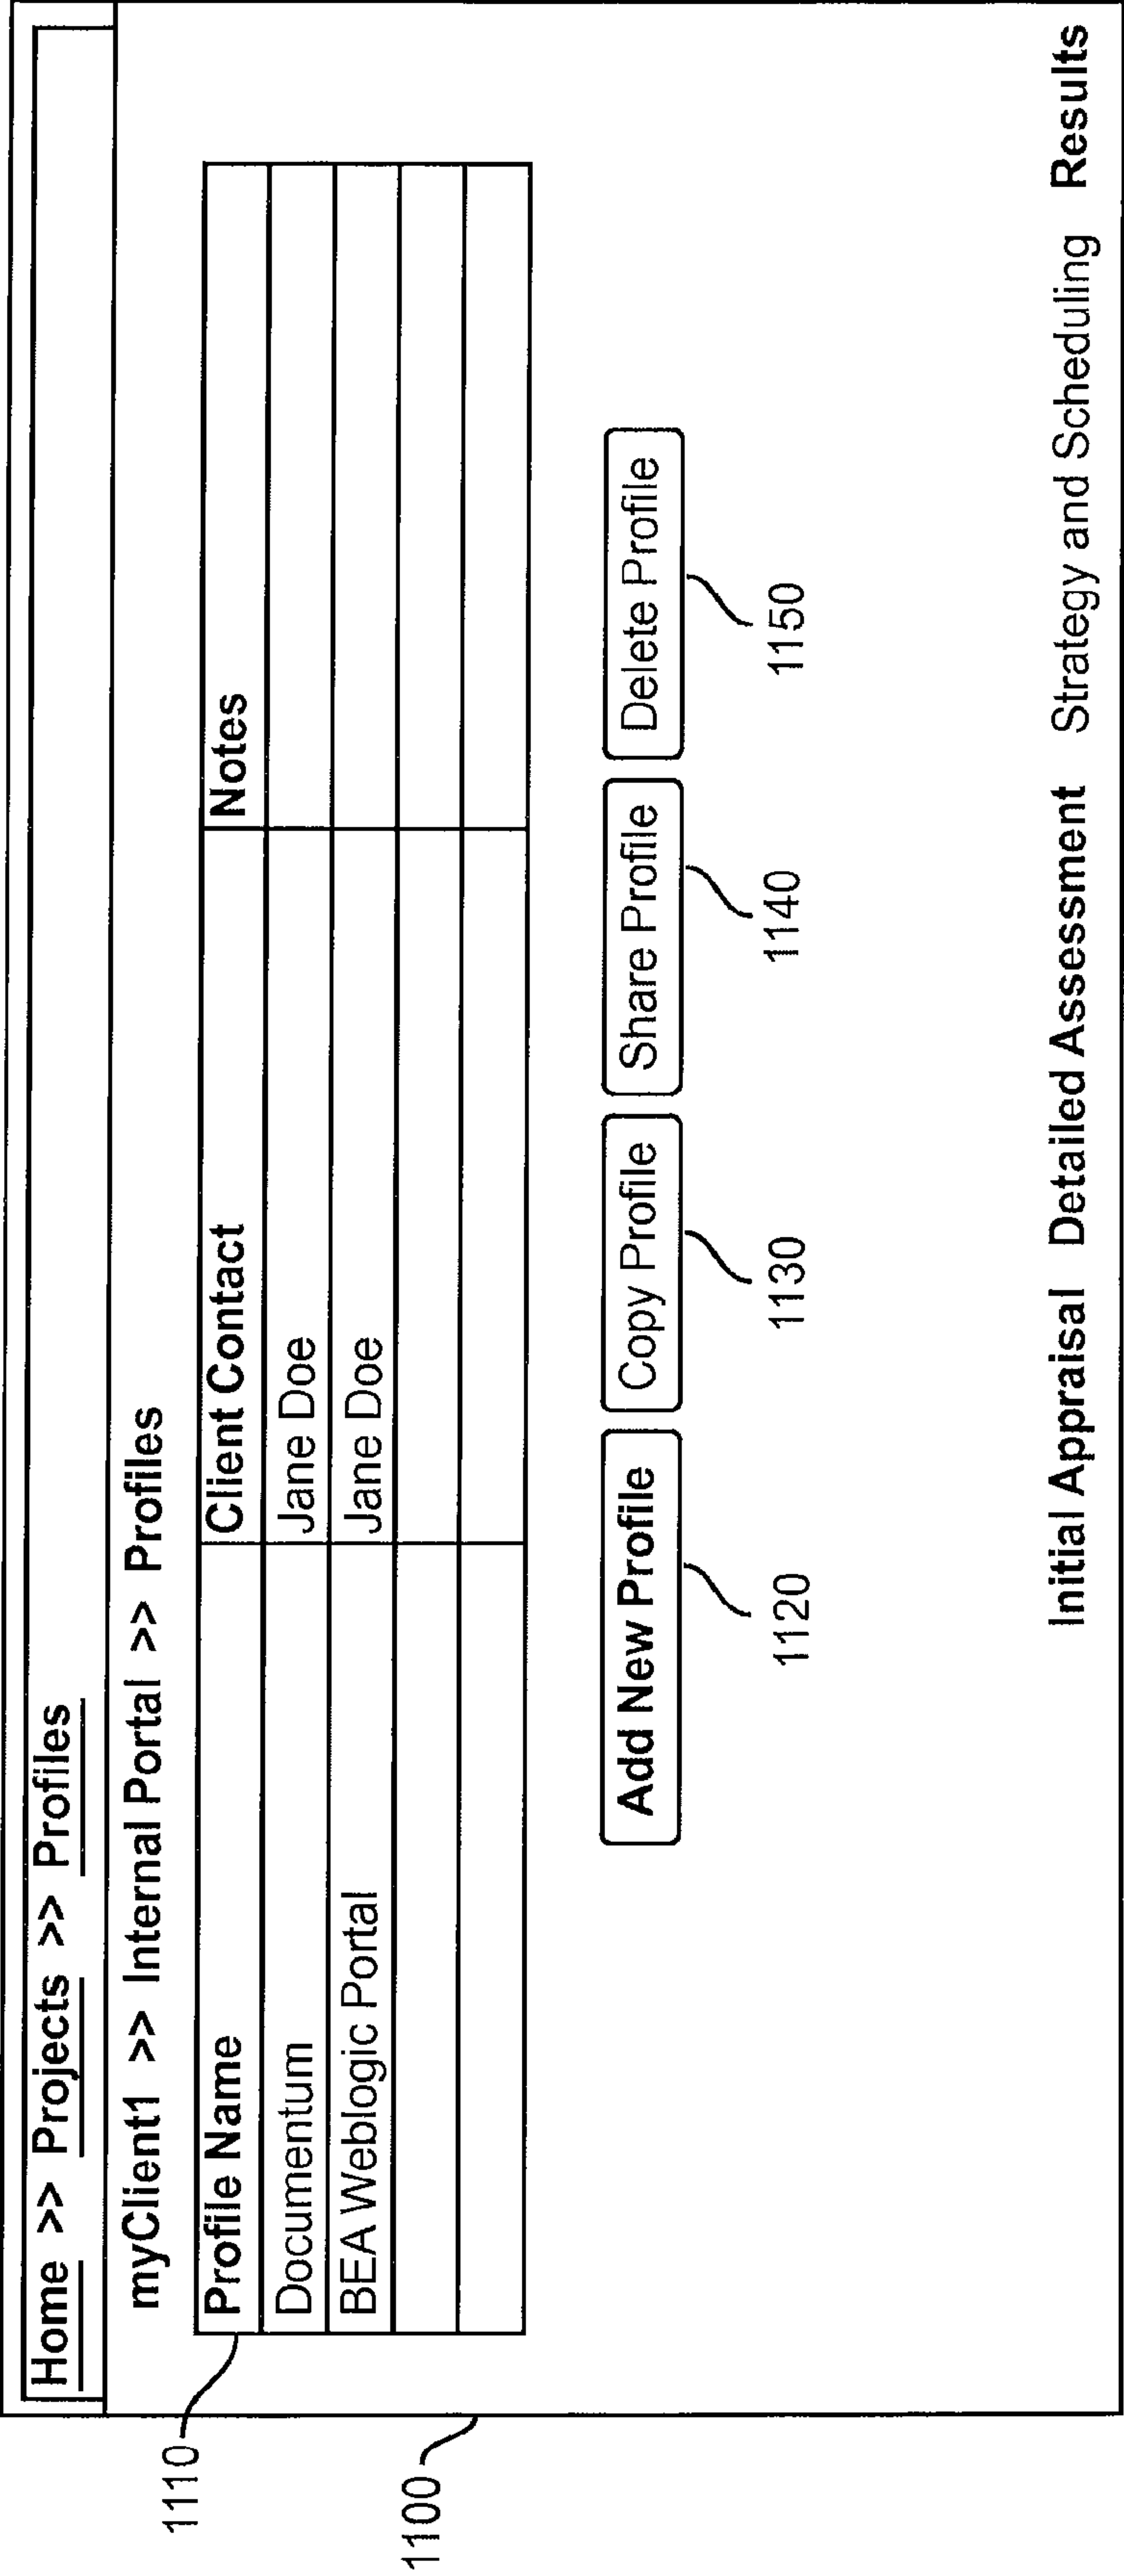 Home >> Projects >> Profiles
myClient1 >> Internal Portal >> Profiles
1110
Profile Name Client Contact Notes
Documentum Jane Doe
BEA Weblogic Portal Jane Doe
1100
Add New Profile Copy Profile Share Profile Delete Profile
1120 1130 1140 1150
Initial Appraisal Detailed Assessment Strategy and Scheduling Results